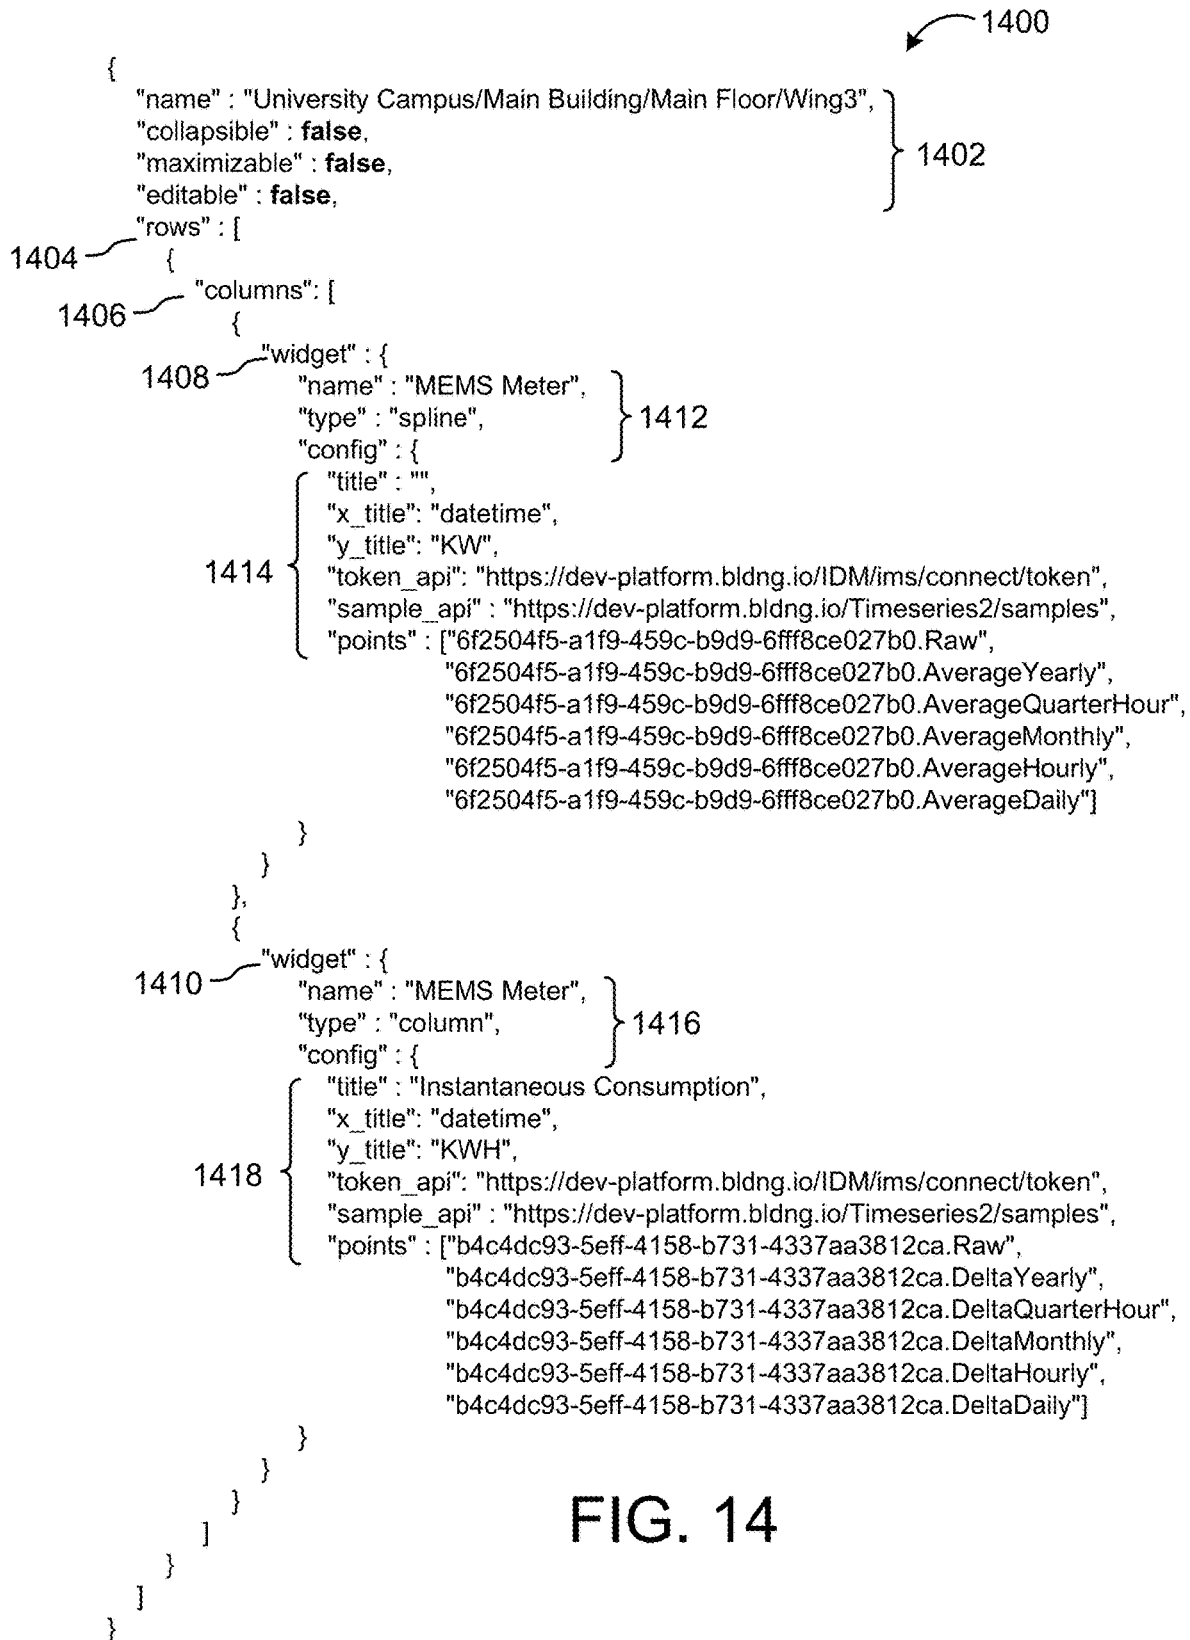 1400
{
"name" : "University Campus/Main Building/Main Floor/Wing3",
"collapsible" : false,
1402
"maximizable" : false,
"editable" : false,
"rows" : [
1404
{
"columns": [
1406
{
"widget" : {
1408
"name" : "MEMS Meter",
"type" : "spline",
1412
"config" : {
"title" : "",
"x_title": "datetime",
"y_title": "KW",
1414
"token_api": "https://dev-platform.bldng.io/IDM/ims/connect/token",
"sample_api" : "https://dev-platform.bldng.io/Timeseries2/samples",
"points" : ["6f2504f5-a1f9-459c-b9d9-6fff8ce027b0.Raw",
"6f2504f5-a1f9-459c-b9d9-6fff8ce027b0.AverageYearly",
"6f2504f5-a1f9-459c-b9d9-6fff8ce027b0.AverageQuarterHour",
"6f2504f5-a1f9-459c-b9d9-6fff8ce027b0.AverageMonthly",
"6f2504f5-a1f9-459c-b9d9-6fff8ce027b0.AverageHourly",
"6f2504f5-a1f9-459c-b9d9-6fff8ce027b0.AverageDaily"]
}
}
},
{
"widget" : {
1410
"name" : "MEMS Meter",
"type" : "column",
1416
"config" : {
"title" : "Instantaneous Consumption",
"x_title": "datetime",
"y_title": "KWH",
1418
"token_api": "https://dev-platform.bldng.io/IDM/ims/connect/token",
"sample_api" : "https://dev-platform.bldng.io/Timeseries2/samples",
"points" : ["b4c4dc93-5eff-4158-b731-4337aa3812ca.Raw",
"b4c4dc93-5eff-4158-b731-4337aa3812ca.DeltaYearly",
"b4c4dc93-5eff-4158-b731-4337aa3812ca.DeltaQuarterHour",
"b4c4dc93-5eff-4158-b731-4337aa3812ca.DeltaMonthly",
"b4c4dc93-5eff-4158-b731-4337aa3812ca.DeltaHourly",
"b4c4dc93-5eff-4158-b731-4337aa3812ca.DeltaDaily"]
}
}
}
]
}
]
}
FIG. 14